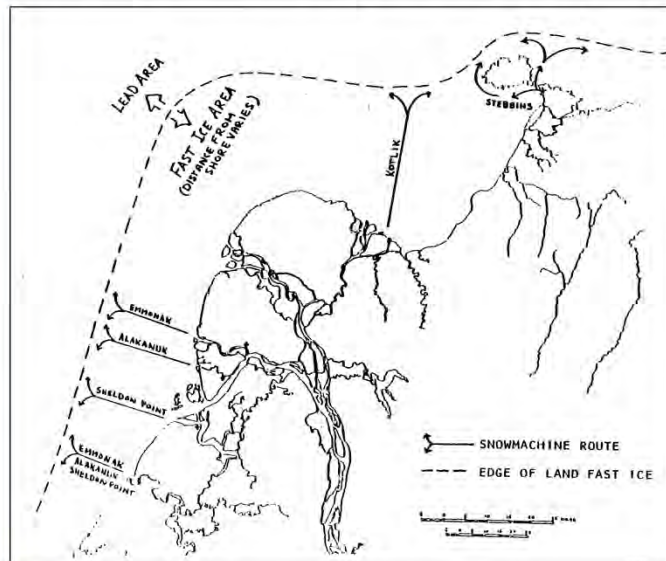 LEAD AREA
FAST ICE AREA
(DISTANCE FROM
SHORE VARIES)
STEBBINS
KOTLIK
EMMONAK
ALAKANUK
SHELDON POINT
EMMONAK
ALAKANUK
SHELDON POINT
SNOWMACHINE ROUTE
EDGE OF LAND FAST ICE